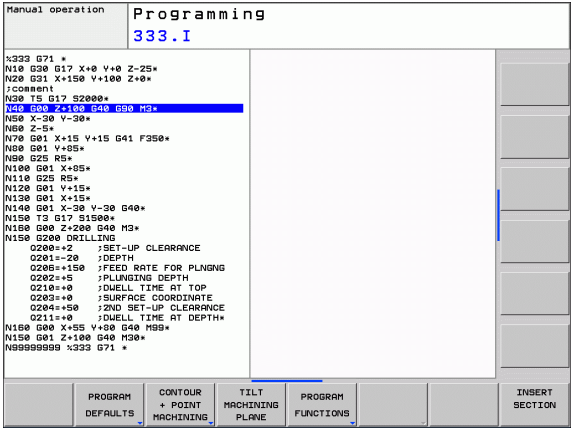 Manual operation
Programming
333.I
%333 G71 *
N10 G30 G17 X+0 Y+0 Z-25*
N20 G31 X+150 Y+100 Z+0*
;comment
N30 T5 G17 S2000*
N40 G00 Z+100 G40 G90 M3*
N50 X-30 Y-30*
N60 Z-5*
N70 G01 X+15 Y+15 G41 F350*
N80 G01 Y+85*
N90 G25 R5*
N100 G01 X+85*
N110 G25 R5*
N120 G01 Y+15*
N130 G01 X+15*
N140 G01 X-30 Y-30 G40*
N150 T3 G17 S1500*
N160 G00 Z+200 G40 M3*
N150 G200 DRILLING
Q200=+2 ;SET-UP CLEARANCE
Q201=-20 ;DEPTH
Q206=+150 ;FEED RATE FOR PLNGNG
Q202=+5 ;PLUNGING DEPTH
Q210=+0 ;DWELL TIME AT TOP
Q203=+0 ;SURFACE COORDINATE
Q204=+50 ;2ND SET-UP CLEARANCE
Q211=+0 ;DWELL TIME AT DEPTH*
N160 G00 X+55 Y+80 G40 M99*
N150 G01 Z+100 G40 M30*
N99999999 %333 G71 *
PROGRAM
DEFAULTS
CONTOUR
+ POINT
MACHINING
TILT
MACHINING
PLANE
PROGRAM
FUNCTIONS
INSERT
SECTION